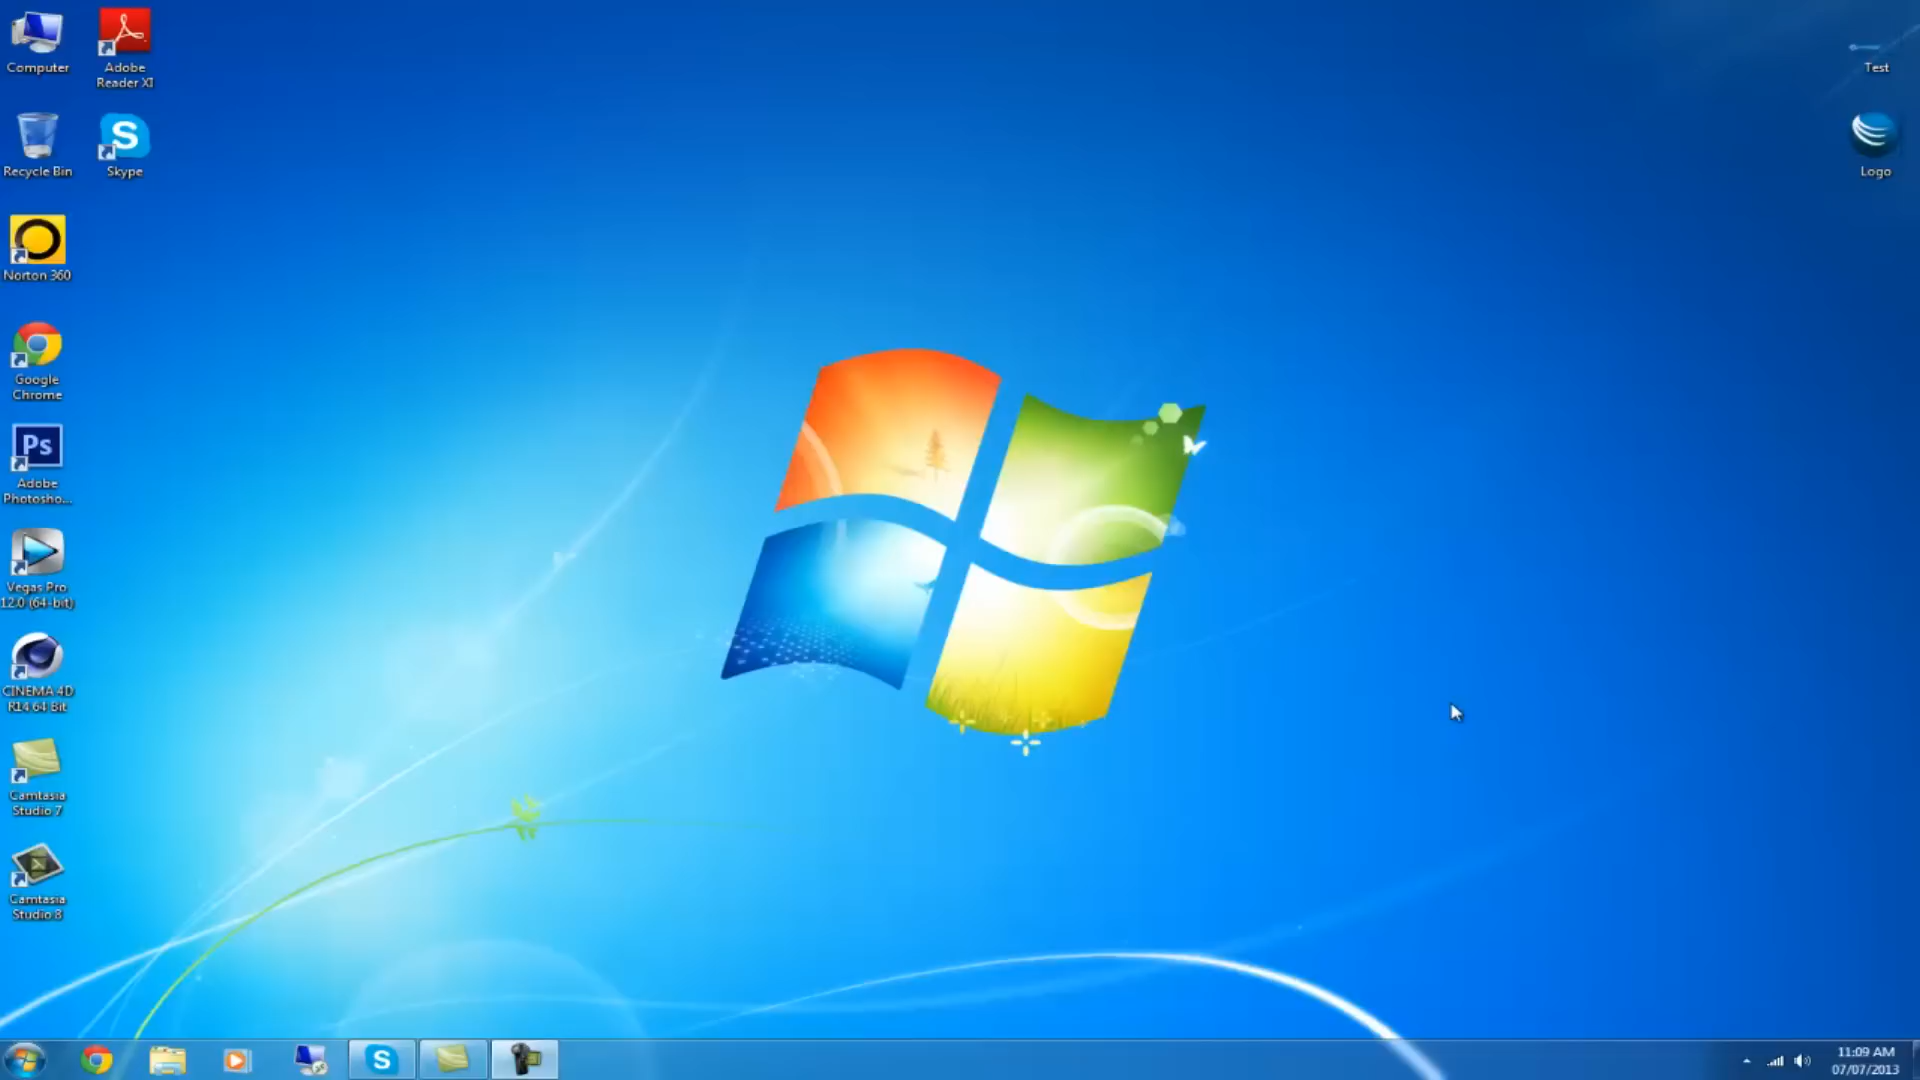 Computer
Adobe
Reader XI
Recycle Bin
S
Skype
Norton 360
Google
Chrome
Ps
Adobe
Photosho...
Vegas Pro
12.0 (64-bit)
CINEMA 4D
R14 64 Bit
Camtasia
Studio 7
Camtasia
Studio 8
Test
Logo
S
11:09 AM
07/07/2013